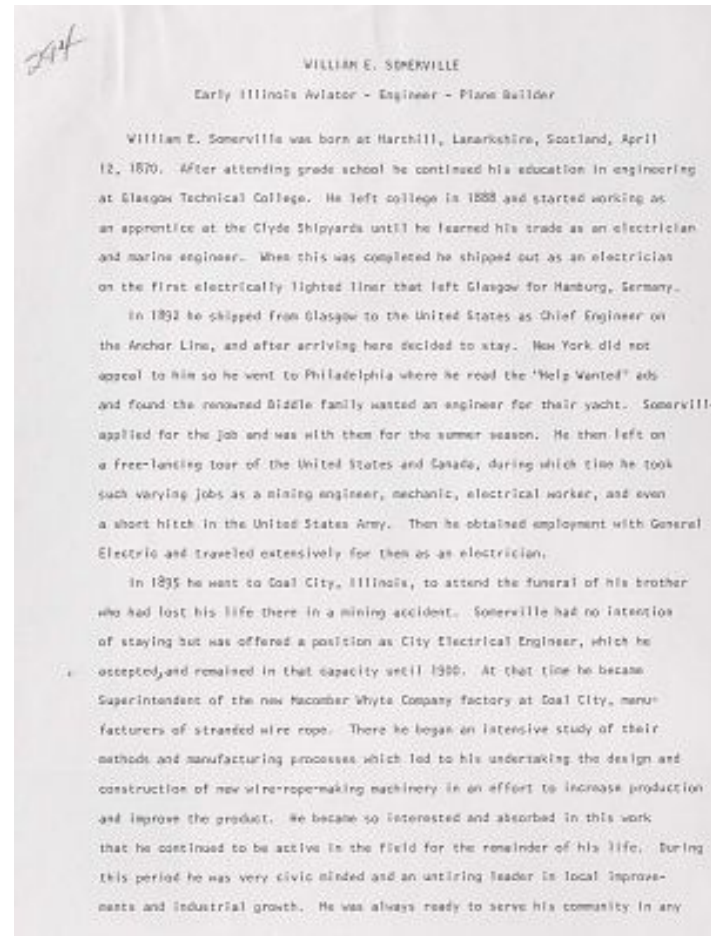 WILLIAM E. SOMERVILLE
Early Illinois Aviator - Engineer - Plane Builder
William E. Somerville was born at Harthill, Lanarkshire, Scotland, April
12, 1870. After attending grade school he continued his education in engineering
at Glasgow Technical College. He left college in 1888 and started working as
an apprentice at the Clyde Shipyards until he learned his trade as an electrician
and marine engineer. When this was completed he shipped out as an electrician
on the first electrically lighted liner that left Glasgow for Hamburg, Germany.
In 1892 he shipped from Glasgow to the United States as Chief Engineer on
the Anchor Line, and after arriving here decided to stay. New York did not
appeal to him so he went to Philadelphia where he read the "Help Wanted" ads
and found the renowned Biddle family wanted an engineer for their yacht. Somervill
applied for the job and was with them for the summer season. He then left on
a free-lancing tour of the United States and Canada, during which time he took
such varying jobs as a mining engineer, mechanic, electrical worker, and even
a short hitch in the United States Army. Then he obtained employment with General
Electric and traveled extensively for them as an electrician.
In 1895 he went to Coal City, Illinois, to attend the funeral of his brother
who had lost his life there in a mining accident. Somerville had no intention
of staying but was offered a position as City Electrical Engineer, which he
accepted, and remained in that capacity until 1900. At that time he became
Superintendent of the new Macomber Whyte Company factory at Coal City, manu-
facturers of stranded wire rope. There he began an intensive study of their
methods and manufacturing processes which led to his undertaking the design and
construction of new wire-rope-making machinery in an effort to increase production
and improve the product. He became so interested and absorbed in this work
that he continued to be active in the field for the remainder of his life. During
this period he was very civic minded and an untiring leader in local improve-
ments and industrial growth. He was always ready to serve his community in any